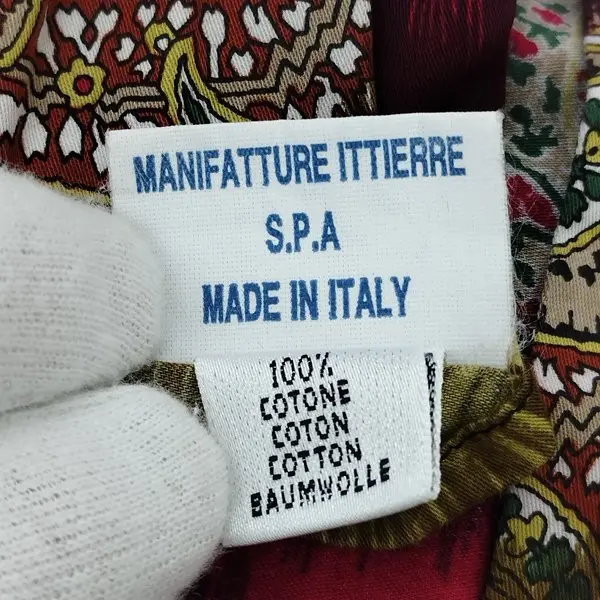 MANIFATTURE ITTIERRE
S.P.A
MADE IN ITALY
100%
COTONE
COTON
COTTON
BAUMWOLLE